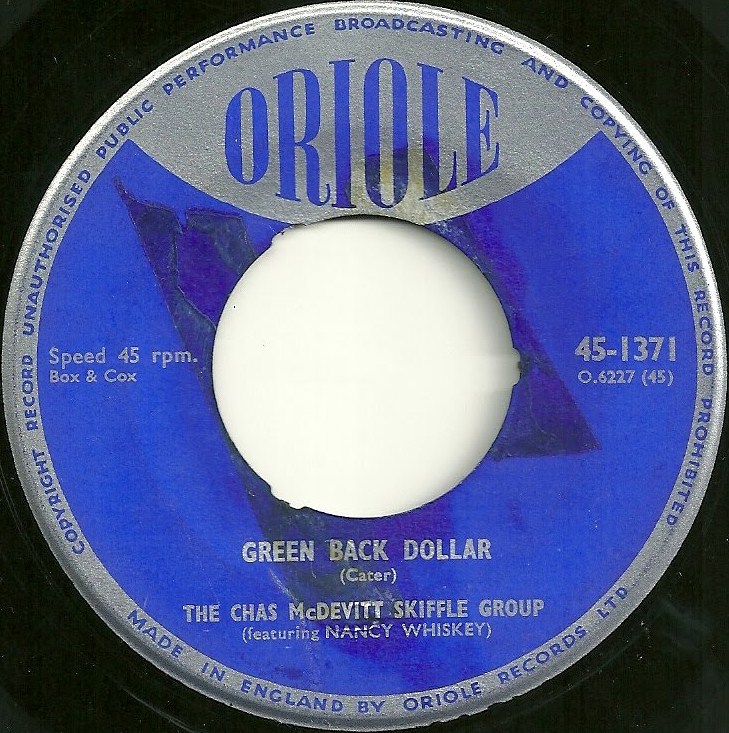 COPYRIGHT RECORD UNAUTHORISED PUBLIC PERFORMANCE BROADCASTING AND COPYING OF THIS RECORD PROHIBITED
ORIOLE
Speed 45 rpm.
Box & Cox
45-1371
O.6227 (45)
GREEN BACK DOLLAR
(Cater)
THE CHAS McDEVITT SKIFFLE GROUP
(featuring NANCY WHISKEY)
MADE IN ENGLAND BY ORIOLE RECORDS LTD.